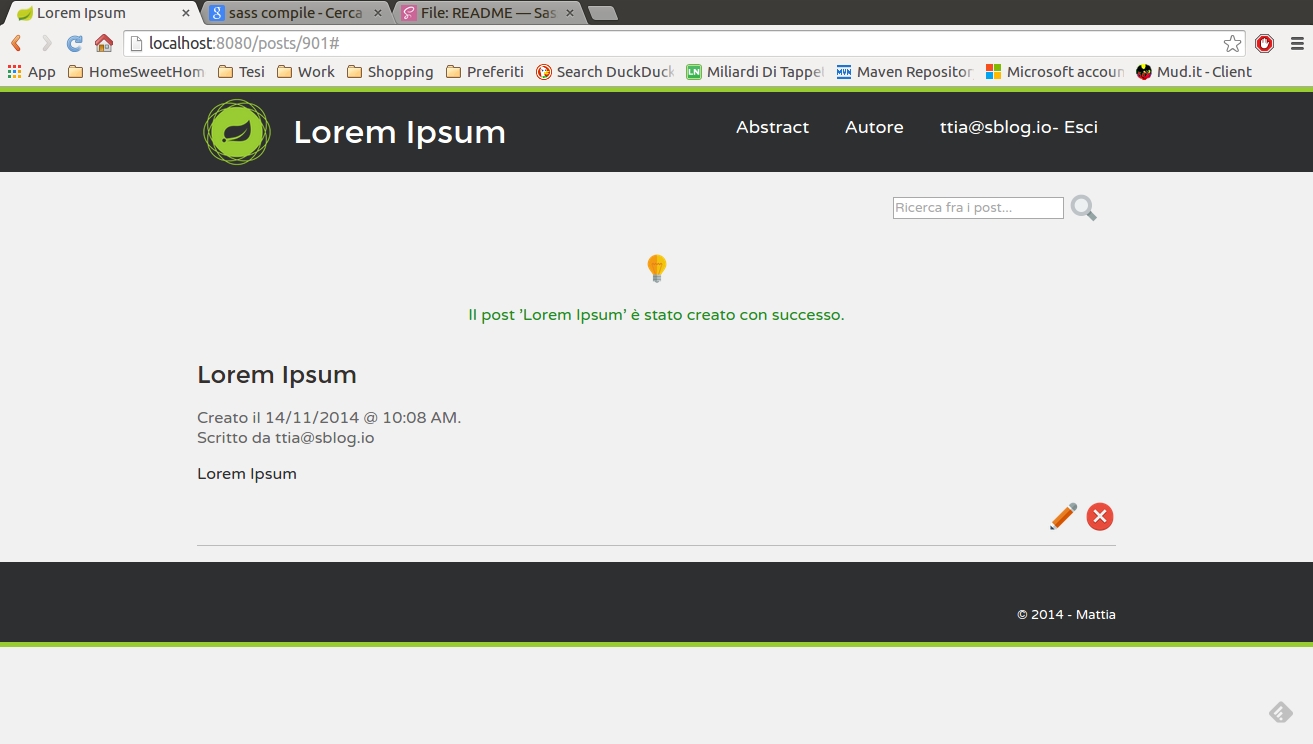 Lorem Ipsum
sass compile - Cerca
File: README — Sas
localhost:8080/posts/901#
App HomeSweetHom Tesi Work Shopping Preferiti Search DuckDuck LN Miliardi Di Tappet MVN Maven Repositor Microsoft accoun Mud.it - Client
Lorem Ipsum Abstract Autore ttia@sblog.io- Esci
Ricerca fra i post...
Il post 'Lorem Ipsum' è stato creato con successo.
Lorem Ipsum
Creato il 14/11/2014 @ 10:08 AM.
Scritto da ttia@sblog.io
Lorem Ipsum
© 2014 - Mattia